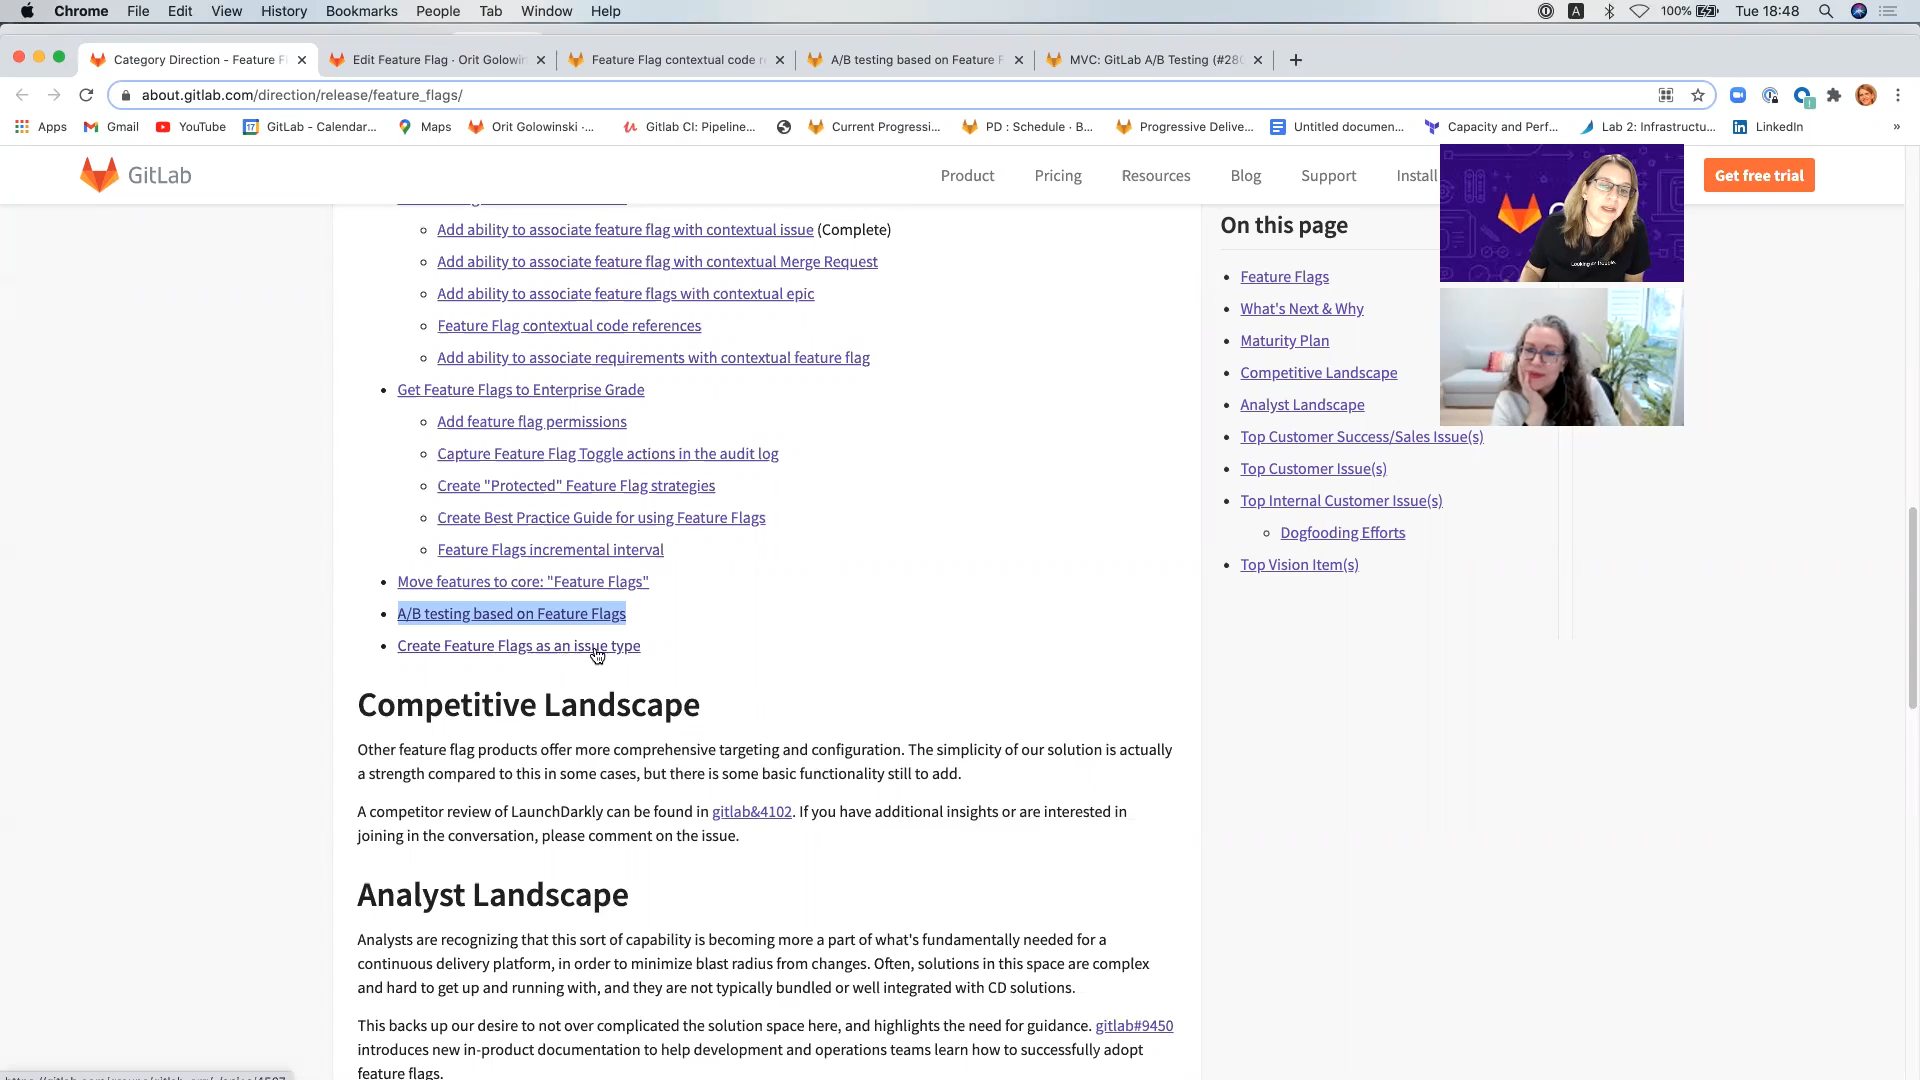 Chrome File Edit View History Bookmarks People Tab Window Help
A 100% Tue 18:48
Category Direction - Feature F
Edit Feature Flag · Orit Golowin
Feature Flag contextual code r
A/B testing based on Feature F
MVC: GitLab A/B Testing (#280
about.gitlab.com/direction/release/feature_flags/
Apps Gmail YouTube 17 GitLab - Calendar... Maps Orit Golowinski ·... Gitlab CI: Pipeline... Current Progressi... PD : Schedule · B... Progressive Delive... Untitled documen... Capacity and Perf... Lab 2: Infrastructu... LinkedIn »
GitLab
Product Pricing Resources Blog Support Install
Get free trial
Add ability to associate feature flag with contextual issue (Complete)
Add ability to associate feature flag with contextual Merge Request
Add ability to associate feature flags with contextual epic
Feature Flag contextual code references
Add ability to associate requirements with contextual feature flag
Get Feature Flags to Enterprise Grade
Add feature flag permissions
Capture Feature Flag Toggle actions in the audit log
Create "Protected" Feature Flag strategies
Create Best Practice Guide for using Feature Flags
Feature Flags incremental interval
Move features to core: "Feature Flags"
A/B testing based on Feature Flags
Create Feature Flags as an issue type
Competitive Landscape
Other feature flag products offer more comprehensive targeting and configuration. The simplicity of our solution is actually
a strength compared to this in some cases, but there is some basic functionality still to add.
A competitor review of LaunchDarkly can be found in gitlab&4102. If you have additional insights or are interested in
joining in the conversation, please comment on the issue.
Analyst Landscape
Analysts are recognizing that this sort of capability is becoming more a part of what's fundamentally needed for a
continuous delivery platform, in order to minimize blast radius from changes. Often, solutions in this space are complex
and hard to get up and running with, and they are not typically bundled or well integrated with CD solutions.
This backs up our desire to not over complicated the solution space here, and highlights the need for guidance. gitlab#9450
introduces new in-product documentation to help development and operations teams learn how to successfully adopt
feature flags.
On this page
Feature Flags
What's Next & Why
Maturity Plan
Competitive Landscape
Analyst Landscape
Top Customer Success/Sales Issue(s)
Top Customer Issue(s)
Top Internal Customer Issue(s)
Dogfooding Efforts
Top Vision Item(s)